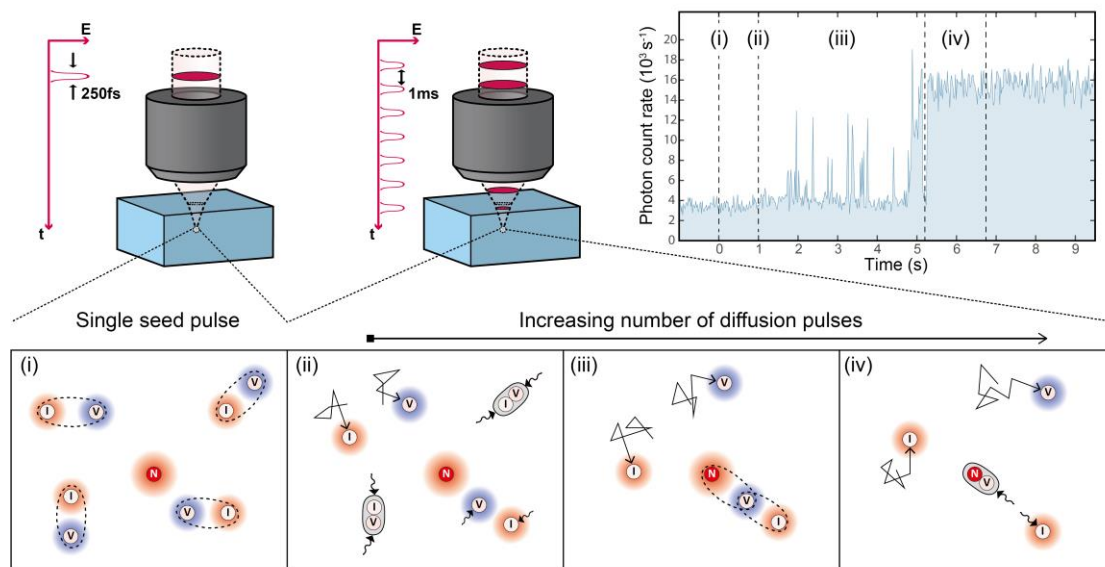 E
250fs
t
E
1ms
t
Photon count rate (10³ s⁻¹)
20
18
16
14
12
10
8
6
4
2
0
(i)
(ii)
(iii)
(iv)
0
1
2
3
4
5
6
7
8
9
Time (s)
Single seed pulse
Increasing number of diffusion pulses
(i)
I
V
V
I
N
I
V
V
I
(ii)
V
I
I
V
N
I
V
V
I
(iii)
V
I
N
V
I
(iv)
V
I
N
V
I